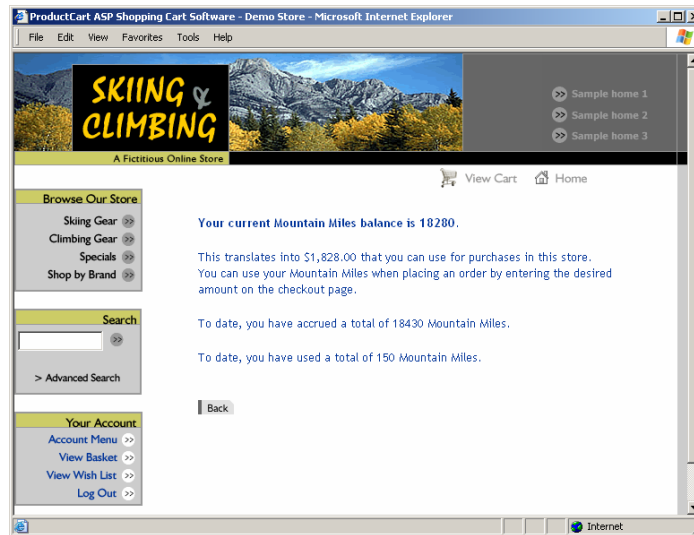 ProductCart ASP Shopping Cart Software - Demo Store - Microsoft Internet Explorer
File Edit View Favorites Tools Help
SKIING &
CLIMBING
A Fictitious Online Store
>> Sample home 1
>> Sample home 2
>> Sample home 3
View Cart Home
Browse Our Store
Skiing Gear >>
Climbing Gear >>
Specials >>
Shop by Brand >>
Search
>>
> Advanced Search
Your Account
Account Menu >>
View Basket >>
View Wish List >>
Log Out >>
Your current Mountain Miles balance is 18280.
This translates into $1,828.00 that you can use for purchases in this store.
You can use your Mountain Miles when placing an order by entering the desired
amount on the checkout page.
To date, you have accrued a total of 18430 Mountain Miles.
To date, you have used a total of 150 Mountain Miles.
Back
Internet